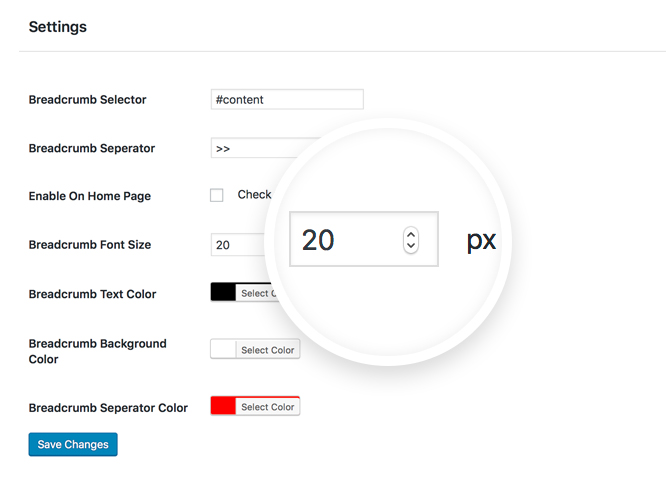 Settings
Breadcrumb Selector
#content
Breadcrumb Seperator
>>
Enable On Home Page
Check
Breadcrumb Font Size
20
20
px
Breadcrumb Text Color
Select C
Breadcrumb Background
Color
Select Color
Breadcrumb Seperator Color
Select Color
Save Changes